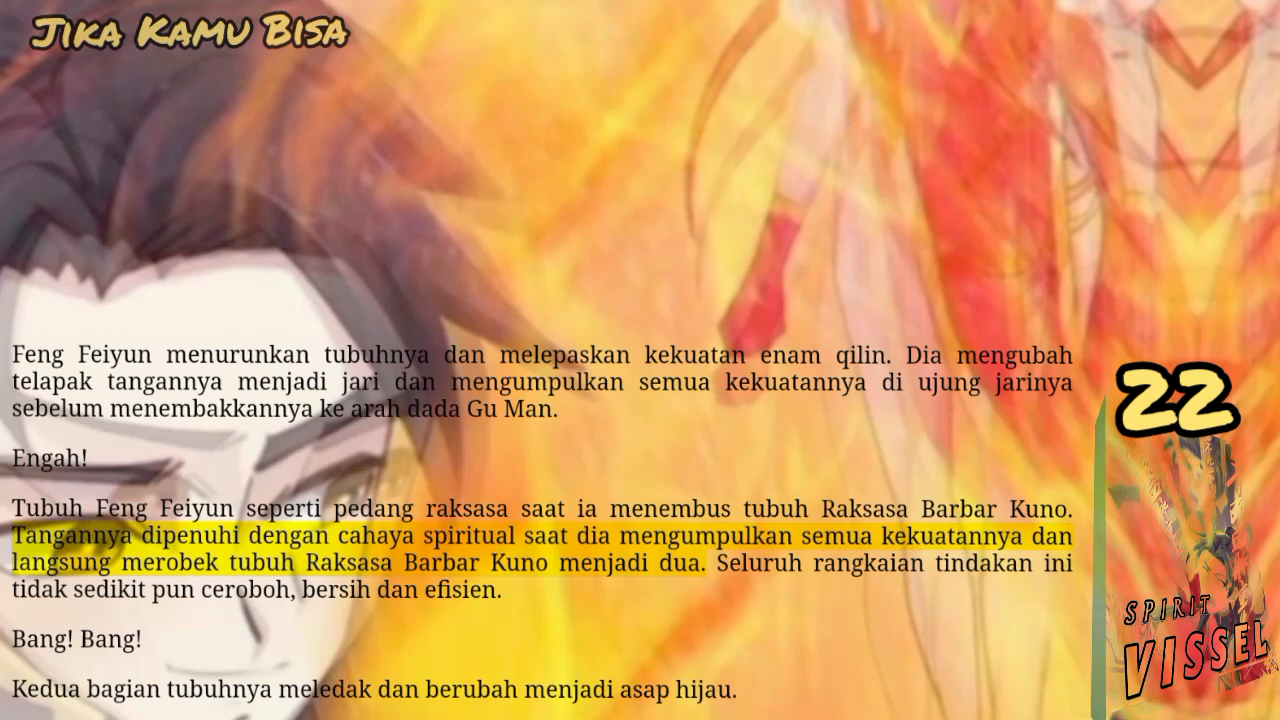 Jika Kamu Bisa
Feng Feiyun menurunkan tubuhnya dan melepaskan kekuatan enam qilin. Dia mengubah
telapak tangannya menjadi jari dan mengumpulkan semua kekuatannya di ujung jarinya
sebelum menembakkannya ke arah dada Gu Man.
Engah!
Tubuh Feng Feiyun seperti pedang raksasa saat ia menembus tubuh Raksasa Barbar Kuno.
Tangannya dipenuhi dengan cahaya spiritual saat dia mengumpulkan semua kekuatannya dan
langsung merobek tubuh Raksasa Barbar Kuno menjadi dua. Seluruh rangkaian tindakan ini
tidak sedikit pun ceroboh, bersih dan efisien.
Bang! Bang!
Kedua bagian tubuhnya meledak dan berubah menjadi asap hijau.
22
SPIRIT
VISSEL